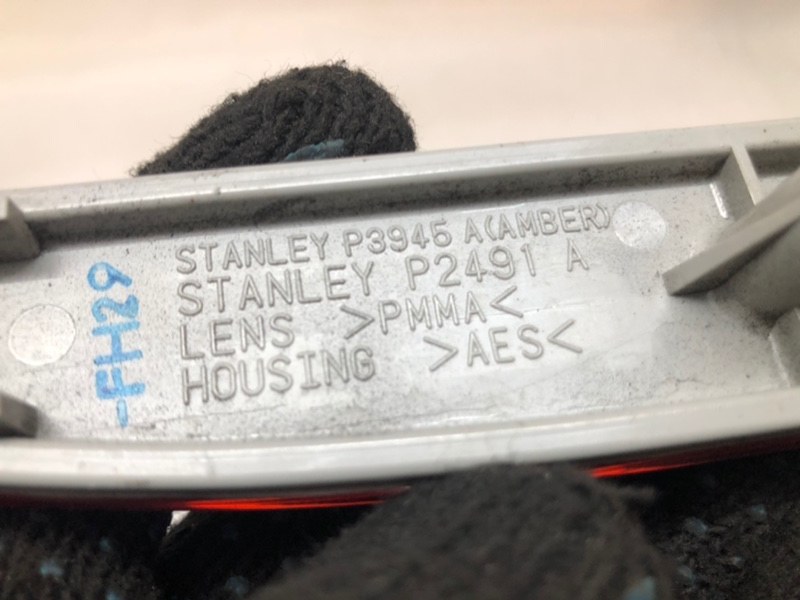 STANLEY P3945 A(AMBER)
STANLEY P2491 A
LENS >PMMA<
HOUSING >AES<
-FH29